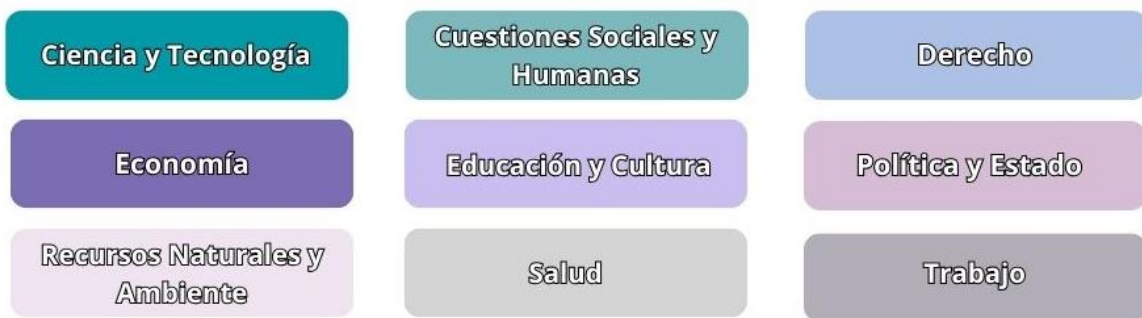 Ciencia y Tecnología
Cuestiones Sociales y
Humanas
Derecho
Economía
Educación y Cultura
Política y Estado
Recursos Naturales y
Ambiente
Salud
Trabajo